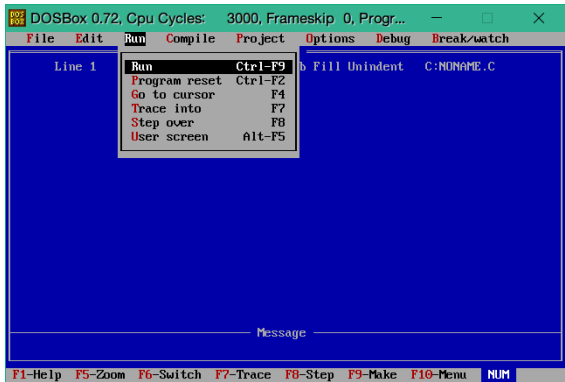 DOS BOX DOSBox 0.72, Cpu Cycles: 3000, Frameskip 0, Progr...
File Edit Run Compile Project Options Debug Break/watch
Line 1 b Fill Unindent C:NONAME.C
Run Ctrl-F9
Program reset Ctrl-F2
Go to cursor F4
Trace into F7
Step over F8
User screen Alt-F5
Message
F1-Help F5-Zoom F6-Switch F7-Trace F8-Step F9-Make F10-Menu NUM